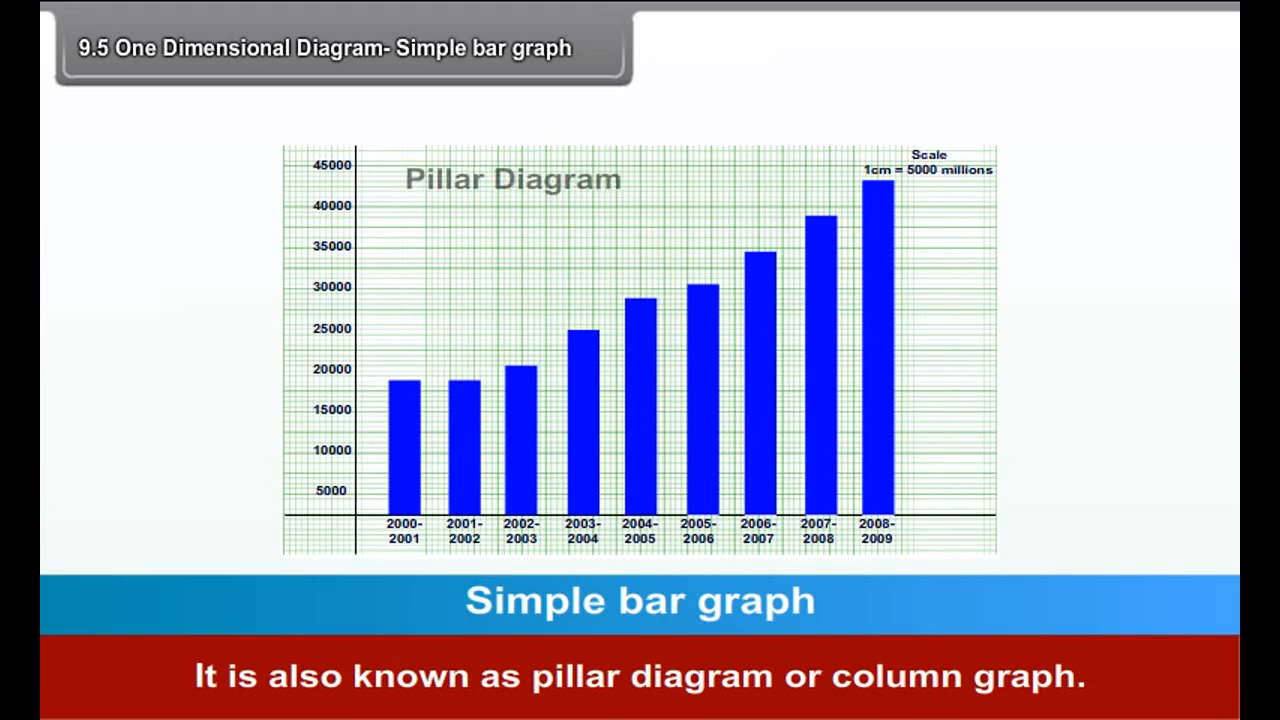 9.5 One Dimensional Diagram- Simple bar graph
Pillar Diagram
Scale
1cm = 5000 millions
45000
40000
35000
30000
25000
20000
15000
10000
5000
2000- 2001- 2002- 2003- 2004- 2005- 2006- 2007- 2008-
2001 2002 2003 2004 2005 2006 2007 2008 2009
Simple bar graph
It is also known as pillar diagram or column graph.